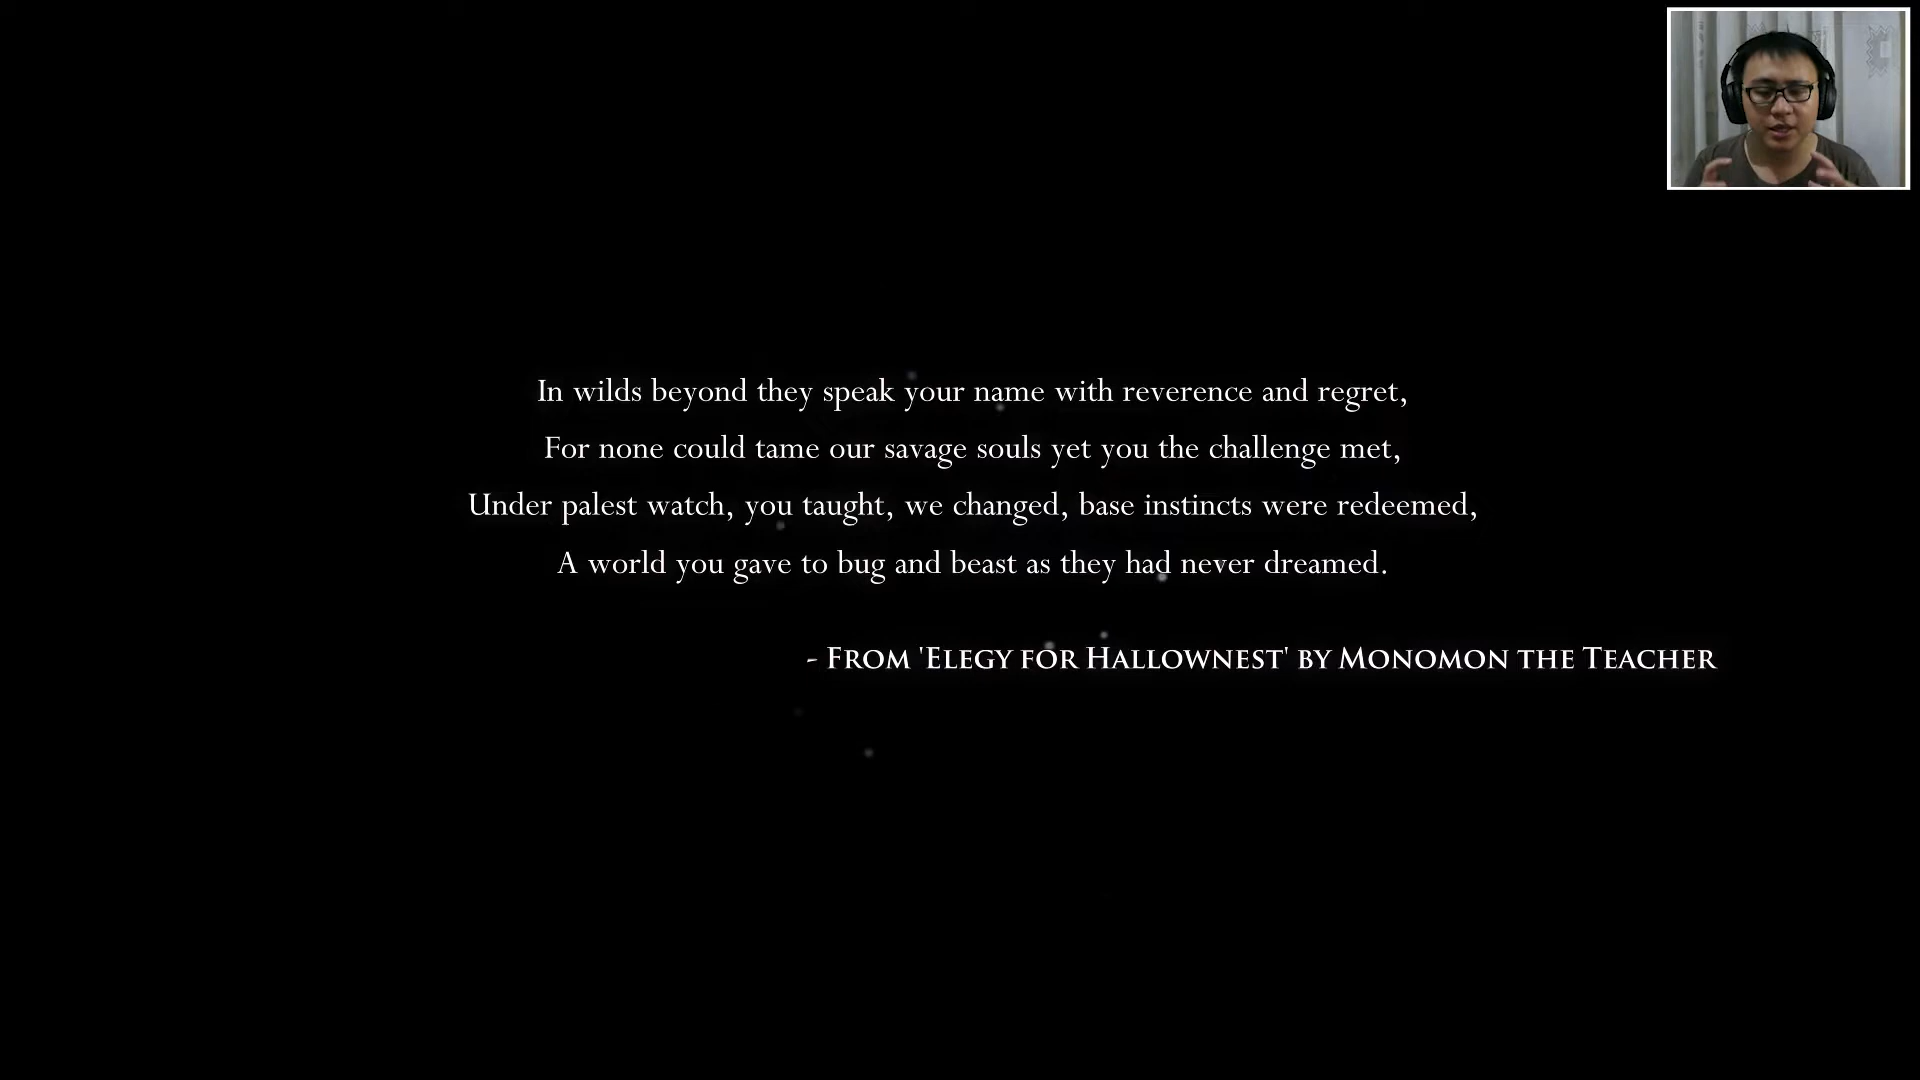 In wilds beyond they speak your name with reverence and regret,
For none could tame our savage souls yet you the challenge met,
Under palest watch, you taught, we changed, base instincts were redeemed,
A world you gave to bug and beast as they had never dreamed.
- From 'Elegy for Hallownest' by Monomon the Teacher